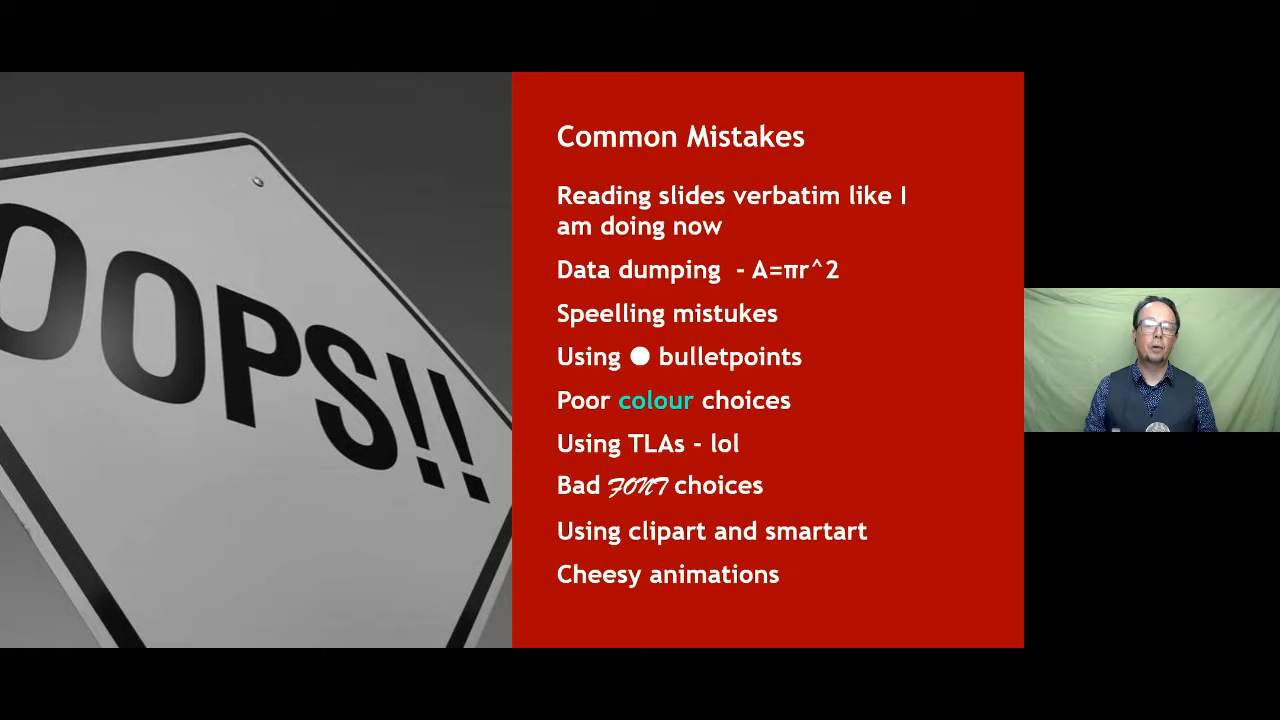 OOPS!!
Common Mistakes
Reading slides verbatim like I
am doing now
Data dumping  - A=πr^2
Speelling mistukes
Using ● bulletpoints
Poor colour choices
Using TLAs - lol
Bad FONT choices
Using clipart and smartart
Cheesy animations